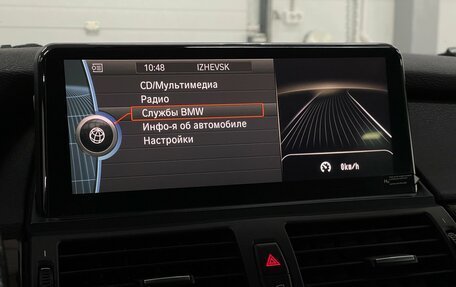 10:48 IZHEVSK
CD/Мультимедиа
Радио
Службы BMW
Инфо-я об автомобиле
Настройки
0km/h